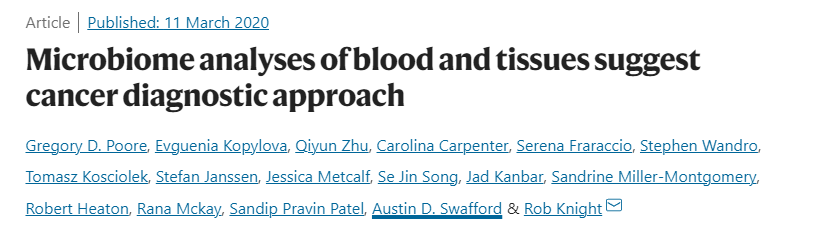 Article | Published: 11 March 2020
Microbiome analyses of blood and tissues suggest
cancer diagnostic approach
Gregory D. Poore, Evguenia Kopylova, Qiyun Zhu, Carolina Carpenter, Serena Fraraccio, Stephen Wandro,
Tomasz Kosciolek, Stefan Janssen, Jessica Metcalf, Se Jin Song, Jad Kanbar, Sandrine Miller-Montgomery,
Robert Heaton, Rana Mckay, Sandip Pravin Patel, Austin D. Swafford & Rob Knight